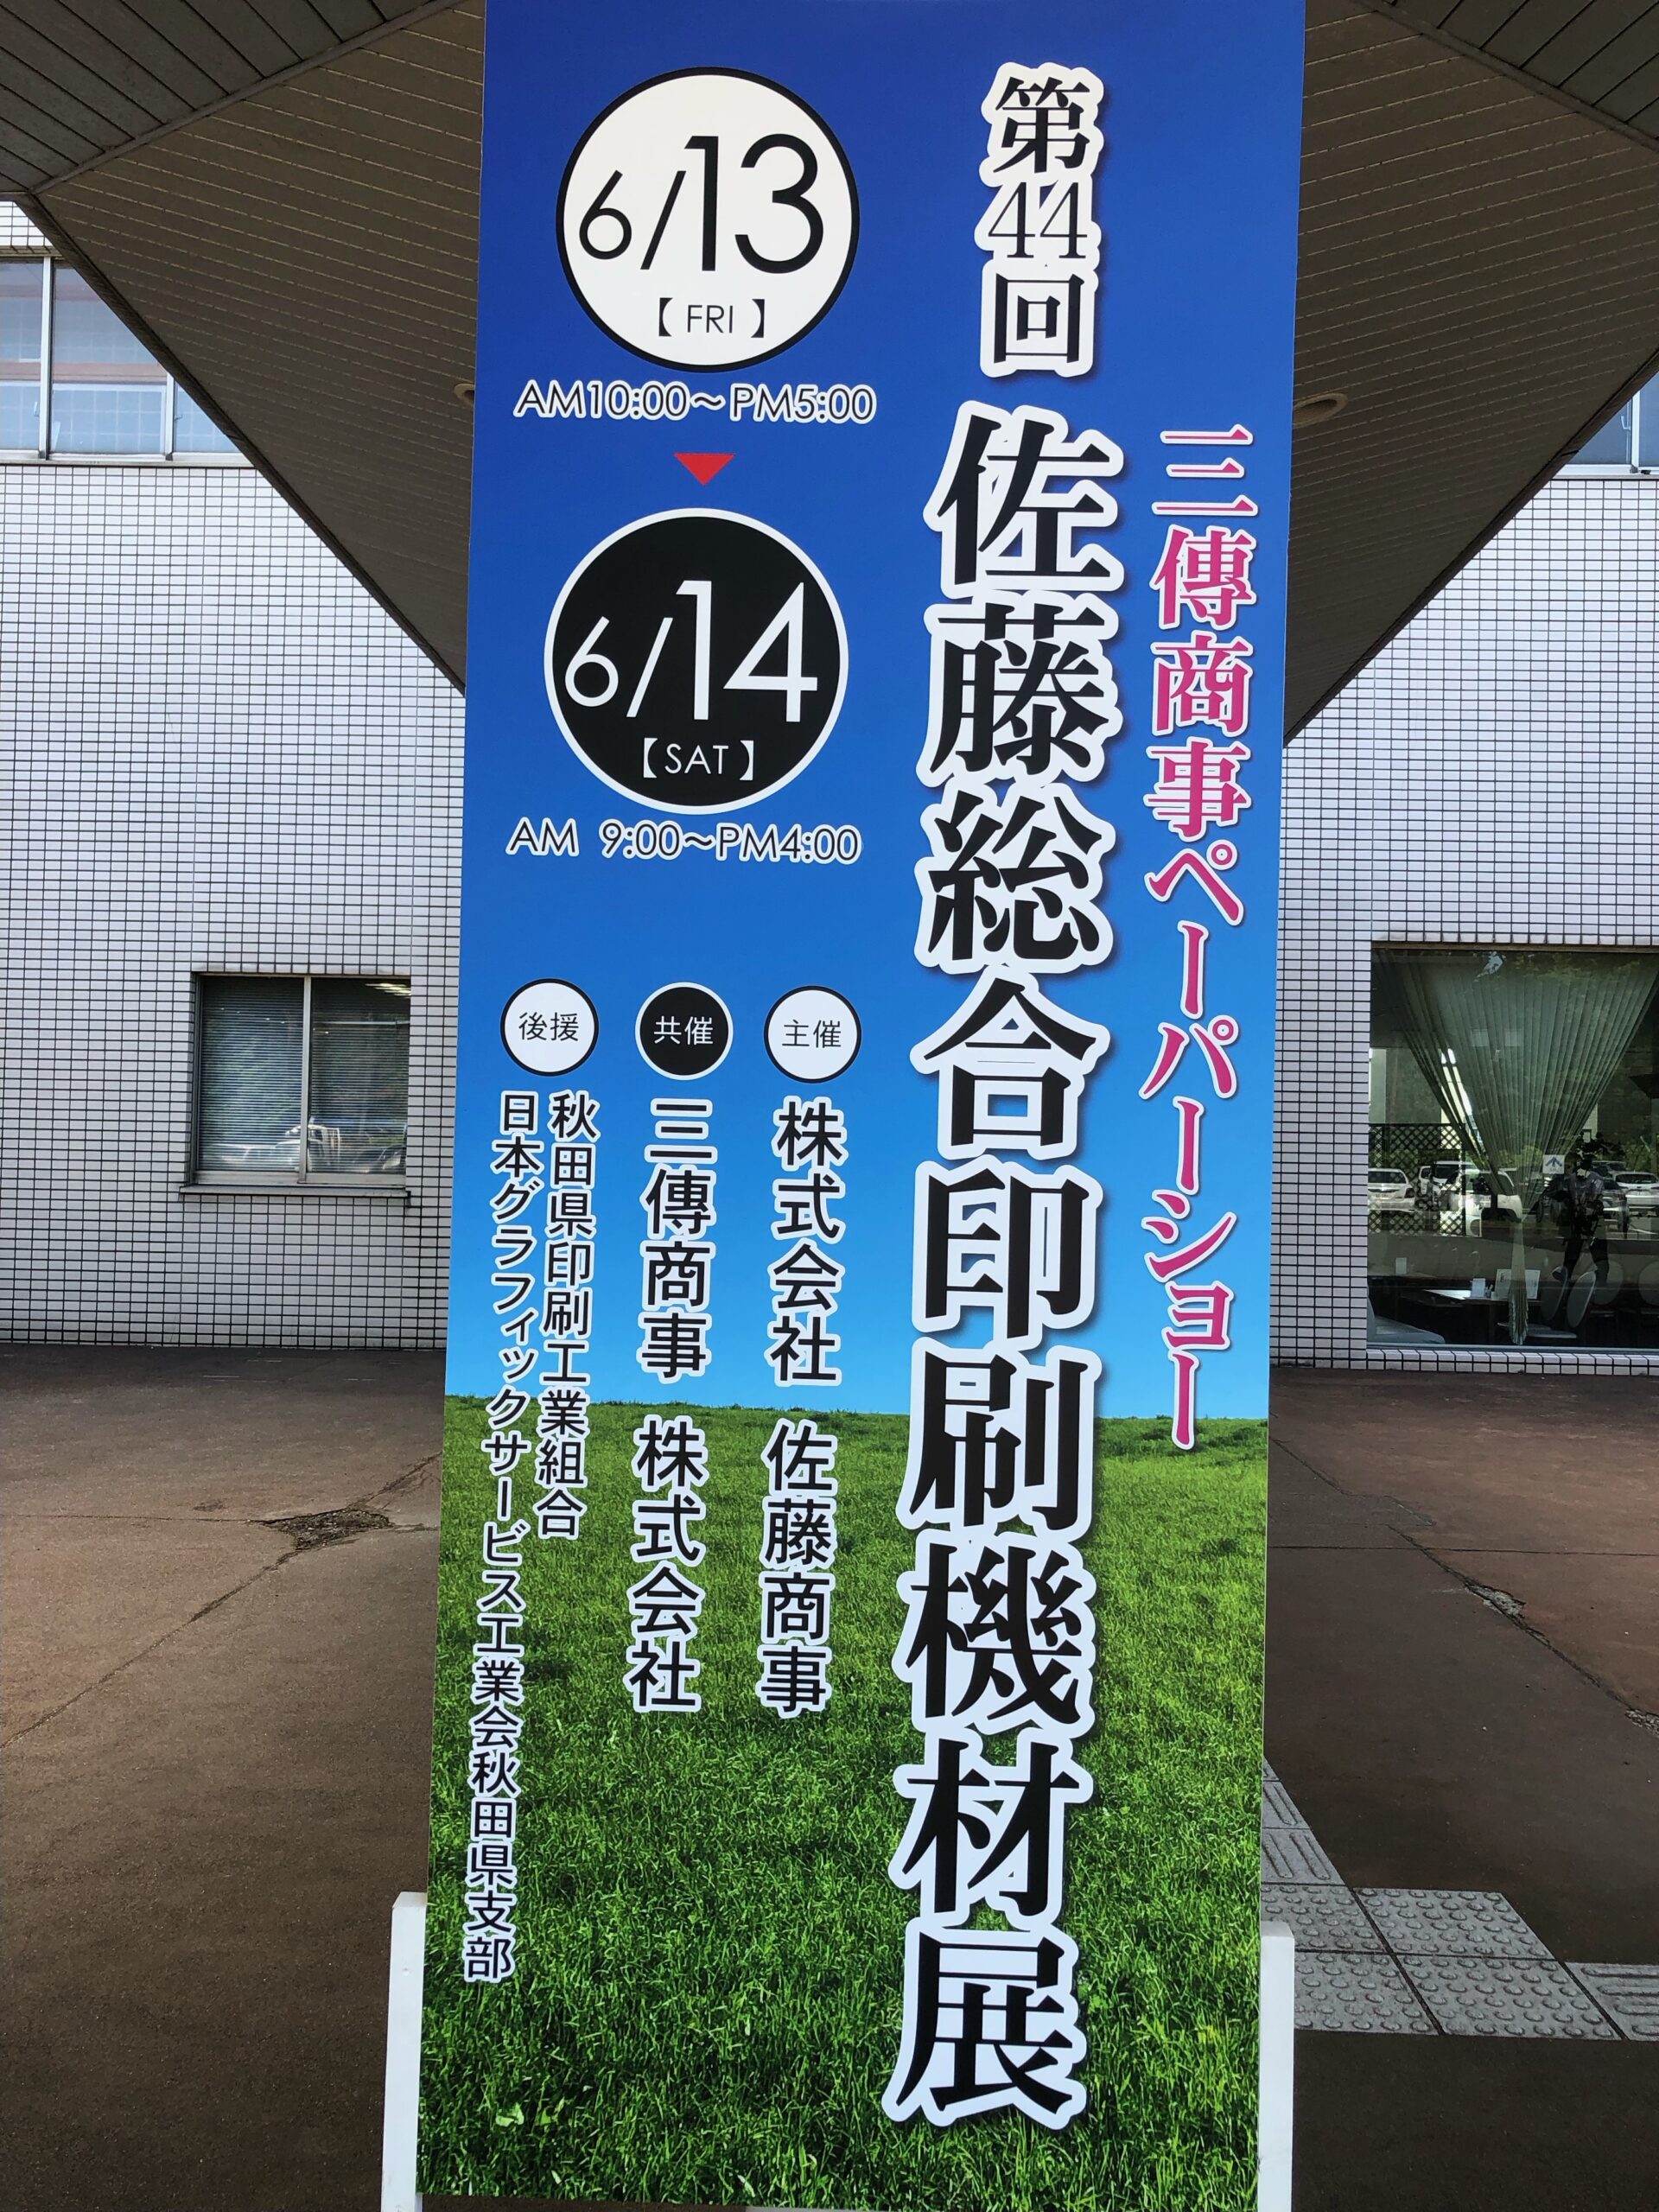 三傳商事ペーパーショー
第44回 佐藤総合印刷機材展
6/13
【FRI】
AM10:00～PM5:00
6/14
【SAT】
AM 9:00～PM4:00
主催
株式会社 佐藤商事
共催
三傳商事 株式会社
後援
秋田県印刷工業組合
日本グラフィックサービス工業会秋田県支部